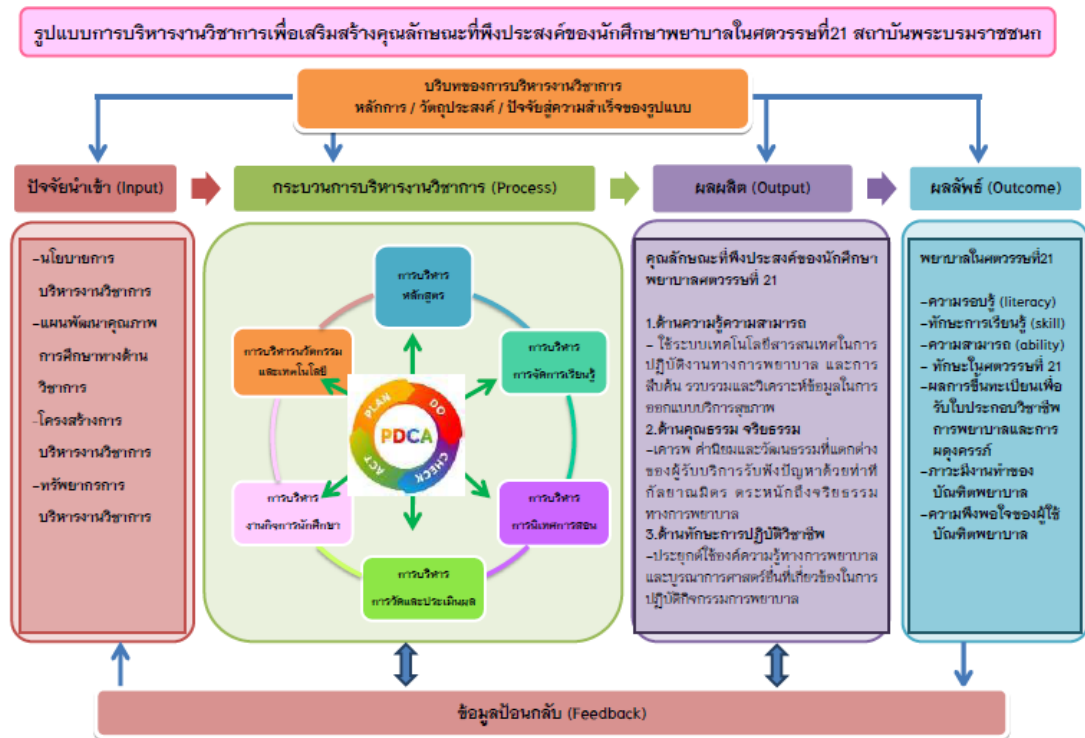 รูปแบบการบริหารงานวิชาการเพื่อเสริมสร้างคุณลักษณะที่พึงประสงค์ของนักศึกษาพยาบาลในศตวรรษที่21 สถาบันพระบรมราชชนก
บริบทของการบริหารงานวิชาการ
หลักการ / วัตถุประสงค์ / ปัจจัยสู่ความสำเร็จของรูปแบบ
ปัจจัยนำเข้า (Input)
กระบวนการบริหารงานวิชาการ (Process)
ผลผลิต (Output)
ผลลัพธ์ (Outcome)
-นโยบายการ
บริหารงานวิชาการ
-แผนพัฒนาคุณภาพ
การศึกษาทางด้าน
วิชาการ
-โครงสร้างการ
บริหารงานวิชาการ
-ทรัพยากรการ
บริหารงานวิชาการ
การบริหาร
หลักสูตร
การบริหาร
การจัดการเรียนรู้
การบริหาร
การนิเทศการสอน
การบริหาร
การวัดและประเมินผล
การบริหาร
งานกิจการนักศึกษา
การบริหารนวัตกรรม
และเทคโนโลยี
PLAN
DO
CHECK
ACT
PDCA
คุณลักษณะที่พึงประสงค์ของนักศึกษา
พยาบาลศตวรรษที่ 21
1.ด้านความรู้ความสามารถ
- ใช้ระบบเทคโนโลยีสารสนเทศในการ
ปฏิบัติงานทางการพยาบาล และการ
สืบค้น รวบรวมและวิเคราะห์ข้อมูลในการ
ออกแบบบริการสุขภาพ
2.ด้านคุณธรรม จริยธรรม
-เคารพ ค่านิยมและวัฒนธรรมที่แตกต่าง
ของผู้รับบริการรับฟังปัญหาด้วยท่าที
กัลยาณมิตร ตระหนักถึงจริยธรรม
ทางการพยาบาล
3.ด้านทักษะการปฏิบัติวิชาชีพ
-ประยุกต์ใช้องค์ความรู้ทางการพยาบาล
และบูรณาการศาสตร์อื่นที่เกี่ยวข้องในการ
ปฏิบัติกิจกรรมการพยาบาล
พยาบาลในศตวรรษที่21
-ความรอบรู้ (literacy)
-ทักษะการเรียนรู้ (skill)
-ความสามารถ (ability)
- ทักษะในศตวรรษที่ 21
-ผลการขึ้นทะเบียนเพื่อ
รับใบประกอบวิชาชีพ
การพยาบาลและการ
ผดุงครรภ์
-ภาวะมีงานทำของ
บัณฑิตพยาบาล
-ความพึงพอใจของผู้ใช้
บัณฑิตพยาบาล
ข้อมูลป้อนกลับ (Feedback)